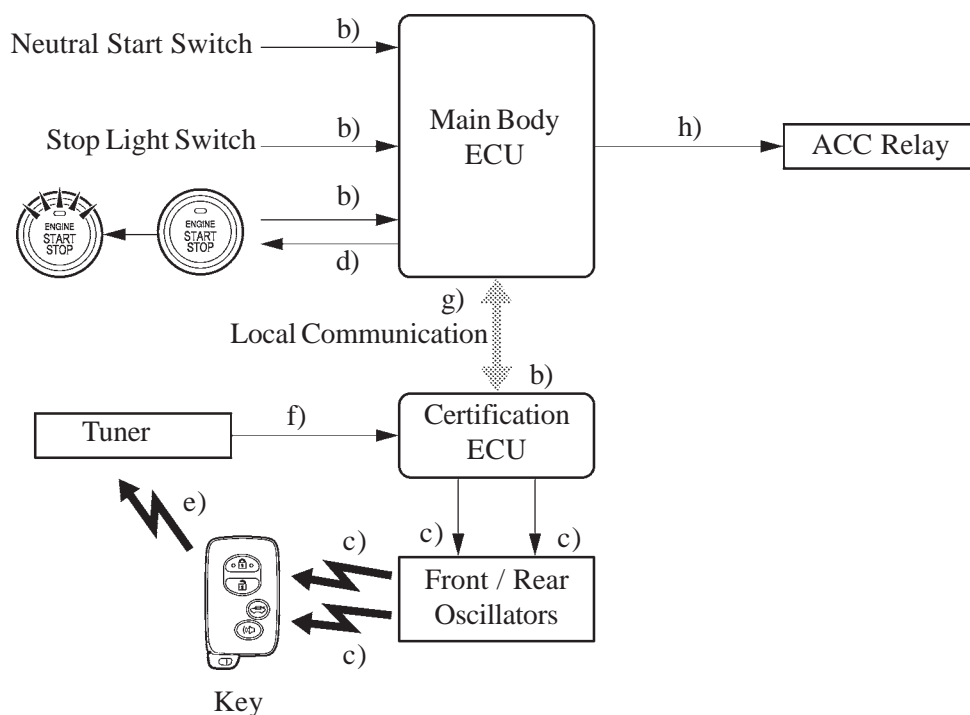 Neutral Start Switch
b)
Stop Light Switch
b)
Main Body
ECU
h)
ACC Relay
ENGINE
START
STOP
ENGINE
START
STOP
b)
d)
g)
Local Communication
b)
Tuner
f)
Certification
ECU
e)
c)
c)
c)
Front / Rear
Oscillators
c)
Key